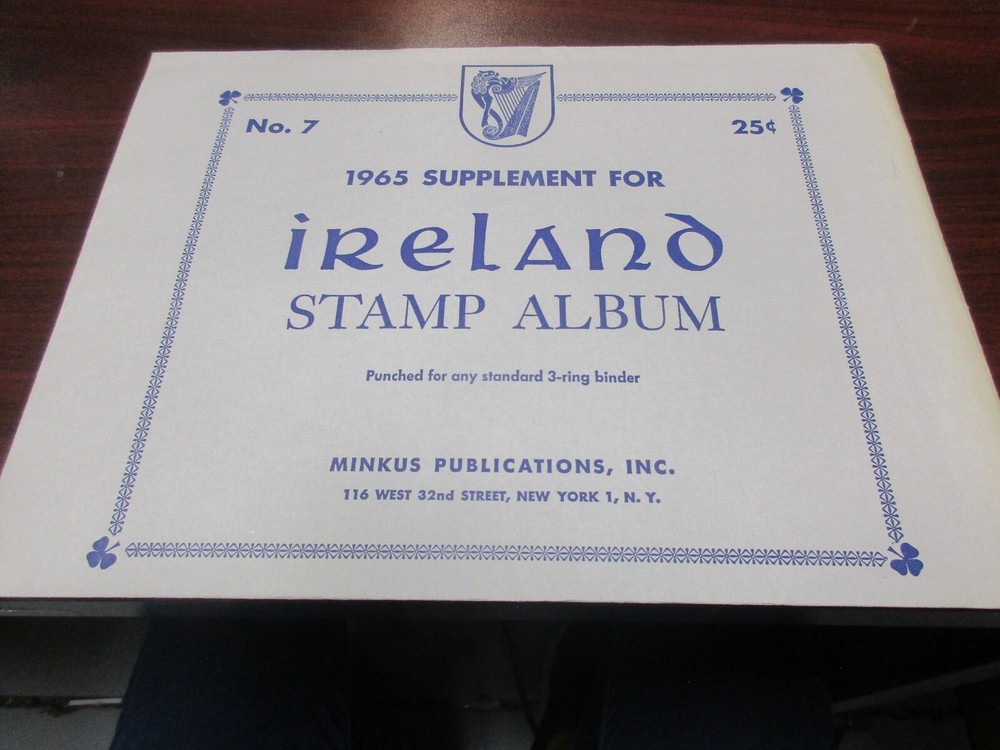 No. 7
25¢
1965 SUPPLEMENT FOR
iReland
STAMP ALBUM
Punched for any standard 3-ring binder
MINKUS PUBLICATIONS, INC.
116 WEST 32nd STREET, NEW YORK 1, N. Y.